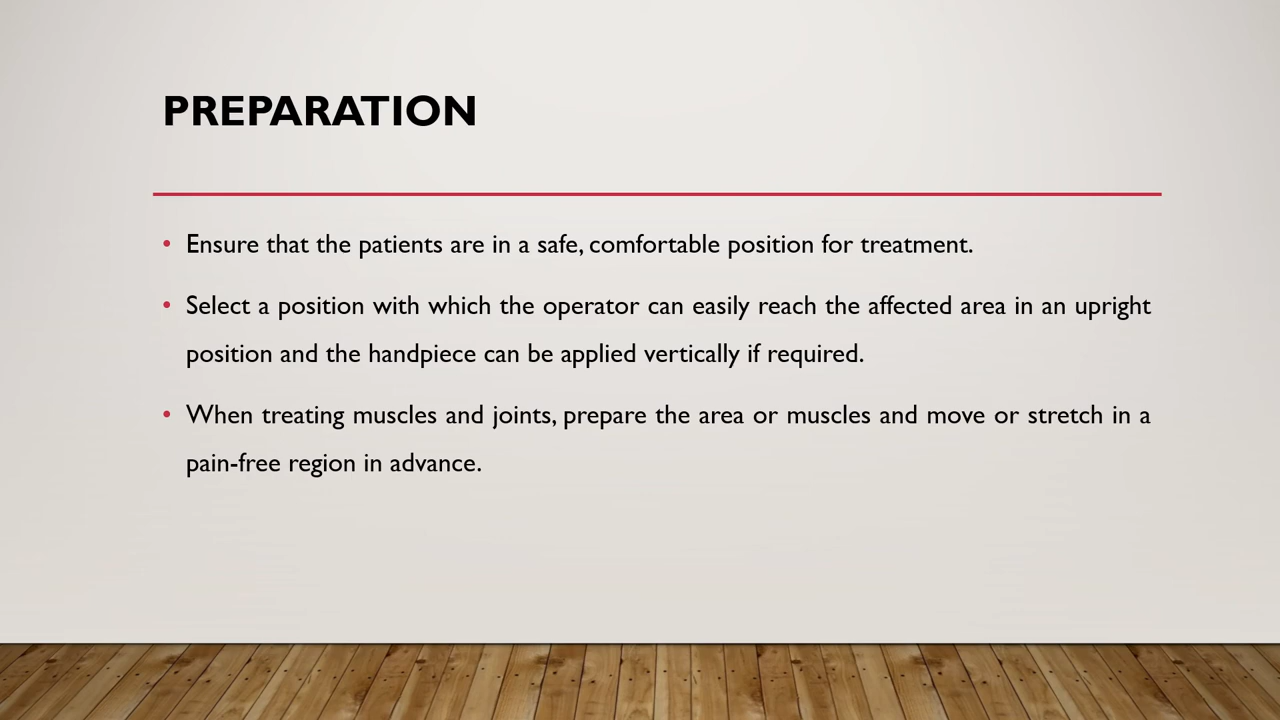 PREPARATION
• Ensure that the patients are in a safe, comfortable position for treatment.
• Select a position with which the operator can easily reach the affected area in an upright
position and the handpiece can be applied vertically if required.
• When treating muscles and joints, prepare the area or muscles and move or stretch in a
pain-free region in advance.